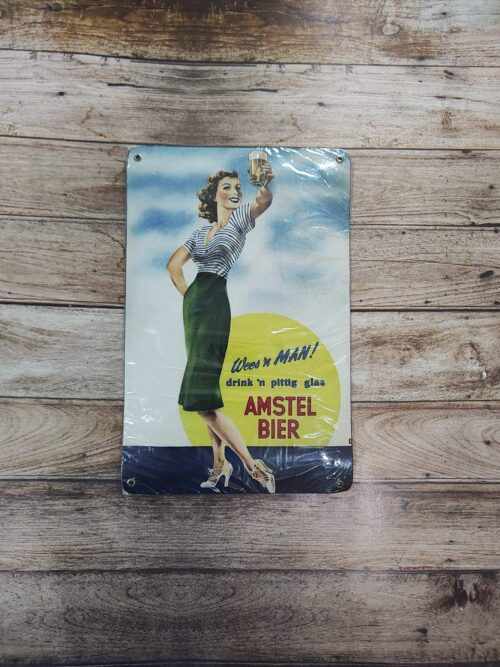 Wees 'n MAN!
drink 'n pittig glas
AMSTEL
BIER